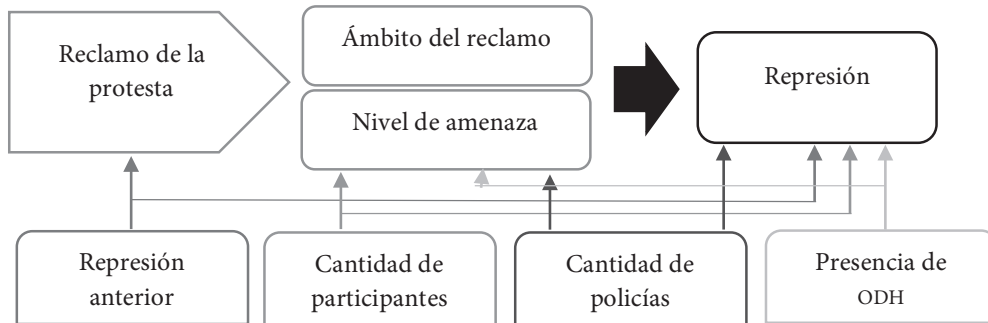 Reclamo de la
protesta
Ámbito del reclamo
Nivel de amenaza
Represión
Represión
anterior
Cantidad de
participantes
Cantidad de
policías
Presencia de
ODH